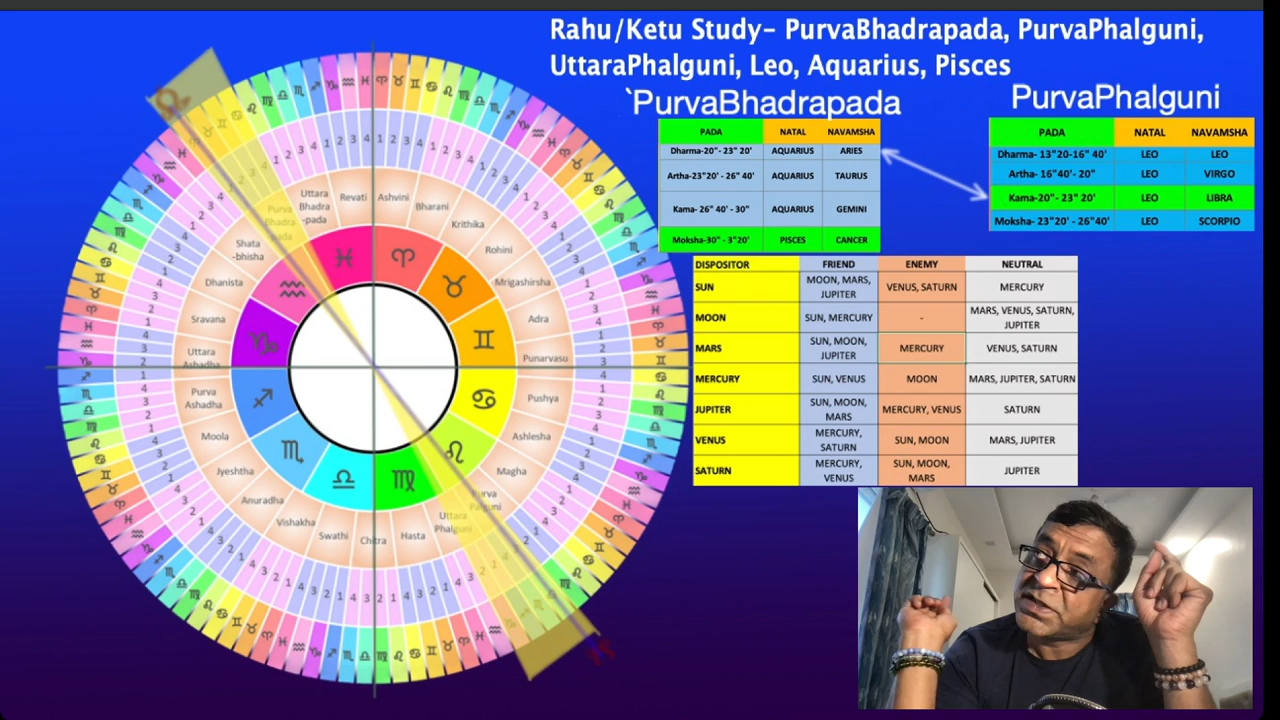 Rahu/Ketu Study- PurvaBhadrapada, PurvaPhalguni,
UttaraPhalguni, Leo, Aquarius, Pisces
`PurvaBhadrapada
PurvaPhalguni
PADA NATAL NAVAMSHA
Dharma-20"- 23" 20' AQUARIUS ARIES
Artha-23"20' - 26" 40' AQUARIUS TAURUS
Kama- 26" 40' - 30" AQUARIUS GEMINI
Moksha-30" - 3"20' PISCES CANCER
PADA NATAL NAVAMSHA
Dharma- 13"20-16" 40' LEO LEO
Artha- 16"40'- 20" LEO VIRGO
Kama-20"- 23" 20' LEO LIBRA
Moksha- 23"20' - 26"40' LEO SCORPIO
DISPOSITOR FRIEND ENEMY NEUTRAL
SUN MOON, MARS, JUPITER VENUS, SATURN MERCURY
MOON SUN, MERCURY - MARS, VENUS, SATURN, JUPITER
MARS SUN, MOON, JUPITER MERCURY VENUS, SATURN
MERCURY SUN, VENUS MOON MARS, JUPITER, SATURN
JUPITER SUN, MOON, MARS MERCURY, VENUS SATURN
VENUS MERCURY, SATURN SUN, MOON MARS, JUPITER
SATURN MERCURY, VENUS SUN, MOON, MARS JUPITER
Ashvini
Bharani
Krithika
Rohini
Mrigashirsha
Adra
Punarvasu
Pushya
Ashlesha
Magha
Purva
Palguni
Uttara
Phalguni
Hasta
Chitra
Swathi
Vishakha
Anuradha
Jyeshtha
Moola
Purva
Ashadha
Uttara
Ashadha
Sravana
Dhanista
Shata
-bhisha
Purva
Bhadra
-pada
Uttara
Bhadra
-pada
Revati